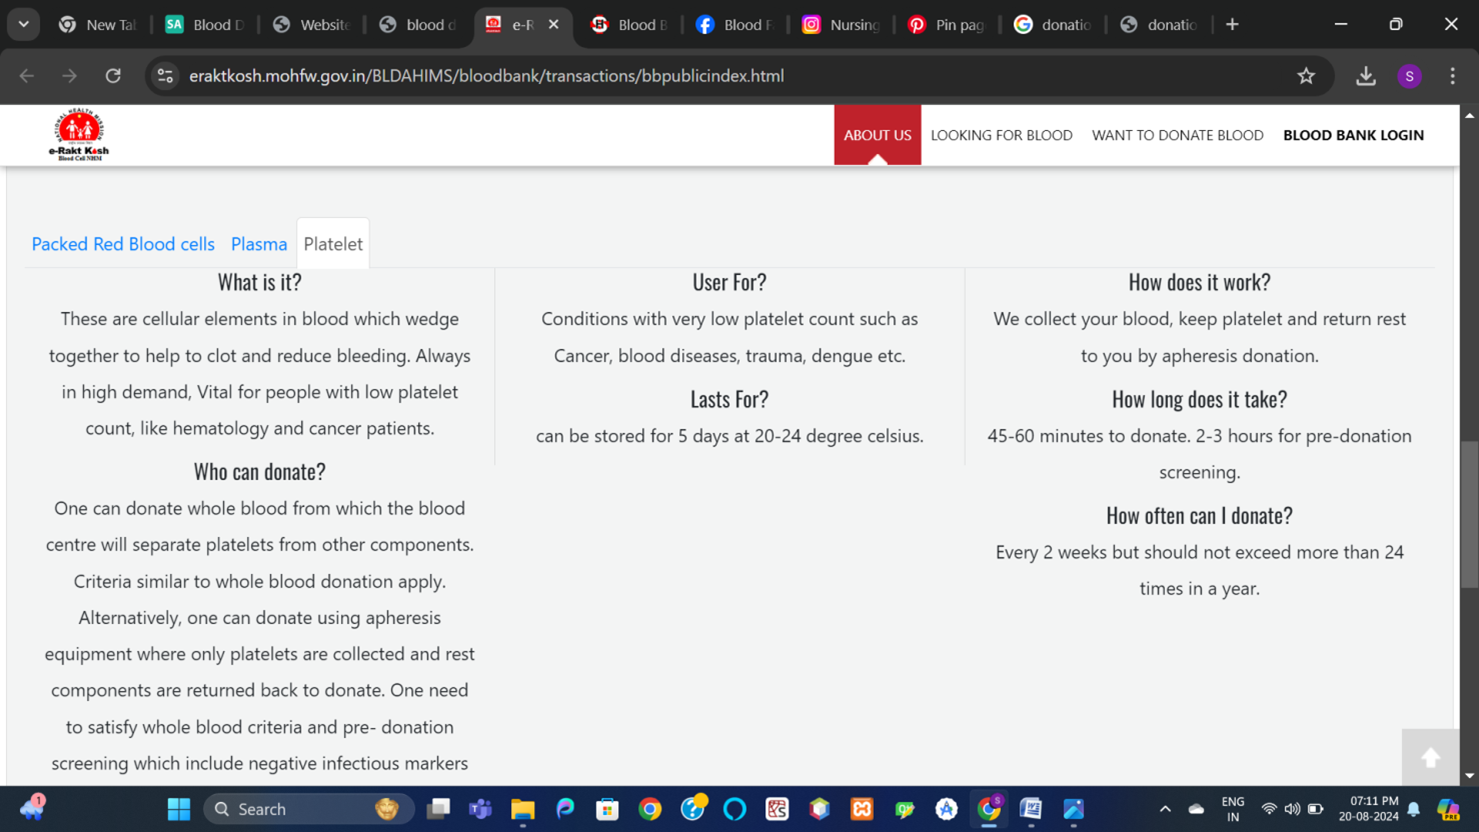 New Ta
Blood D
Website
blood d
e-R
Blood B
Blood F
Nursing
Pin pag
donatio
donatio
eraktkosh.mohfw.gov.in/BLDAHIMS/bloodbank/transactions/bbpublicindex.html
S
NATIONAL HEALTH MISSION
e-Rakt Kosh
Blood Cell NHM
ABOUT US
LOOKING FOR BLOOD
WANT TO DONATE BLOOD
BLOOD BANK LOGIN
Packed Red Blood cells
Plasma
Platelet
What is it?
These are cellular elements in blood which wedge
together to help to clot and reduce bleeding. Always
in high demand, Vital for people with low platelet
count, like hematology and cancer patients.
Who can donate?
One can donate whole blood from which the blood
centre will separate platelets from other components.
Criteria similar to whole blood donation apply.
Alternatively, one can donate using apheresis
equipment where only platelets are collected and rest
components are returned back to donate. One need
to satisfy whole blood criteria and pre- donation
screening which include negative infectious markers
User For?
Conditions with very low platelet count such as
Cancer, blood diseases, trauma, dengue etc.
Lasts For?
can be stored for 5 days at 20-24 degree celsius.
How does it work?
We collect your blood, keep platelet and return rest
to you by apheresis donation.
How long does it take?
45-60 minutes to donate. 2-3 hours for pre-donation
screening.
How often can I donate?
Every 2 weeks but should not exceed more than 24
times in a year.
1
Search
ENG
IN
07:11 PM
20-08-2024
PRE